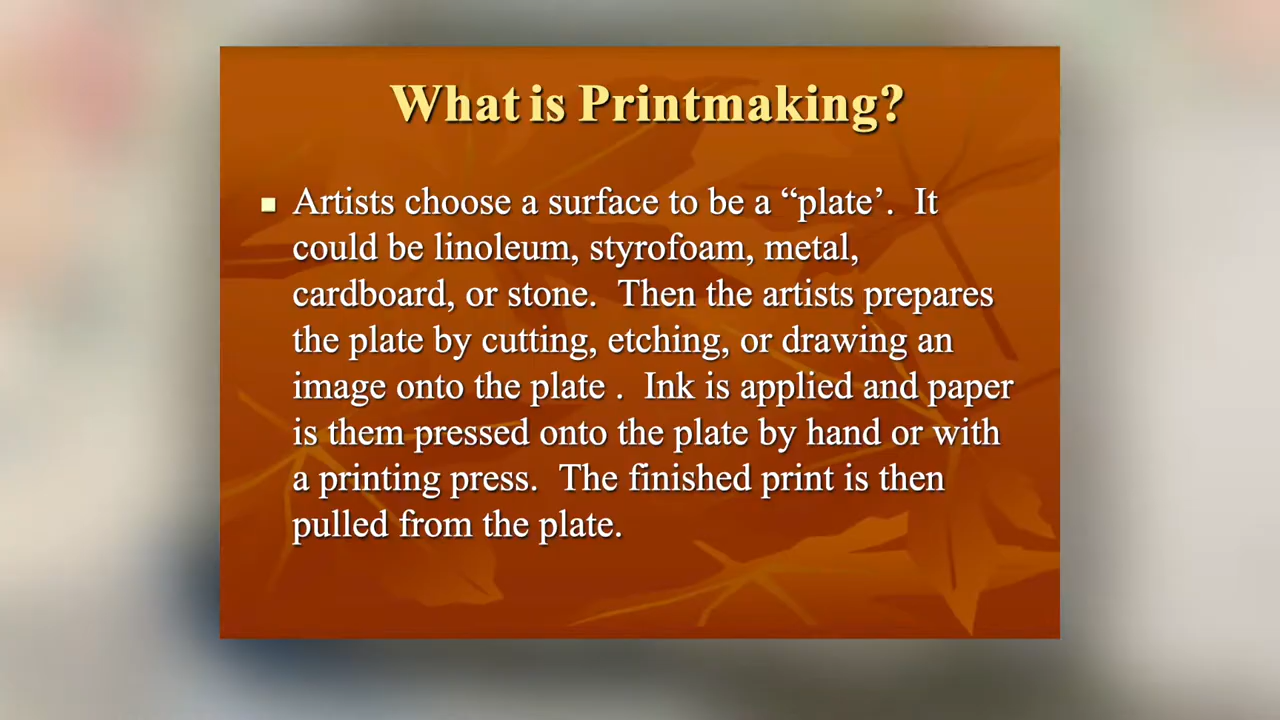 What is Printmaking?
Artists choose a surface to be a “plate’. It
could be linoleum, styrofoam, metal,
cardboard, or stone. Then the artists prepares
the plate by cutting, etching, or drawing an
image onto the plate . Ink is applied and paper
is them pressed onto the plate by hand or with
a printing press. The finished print is then
pulled from the plate.